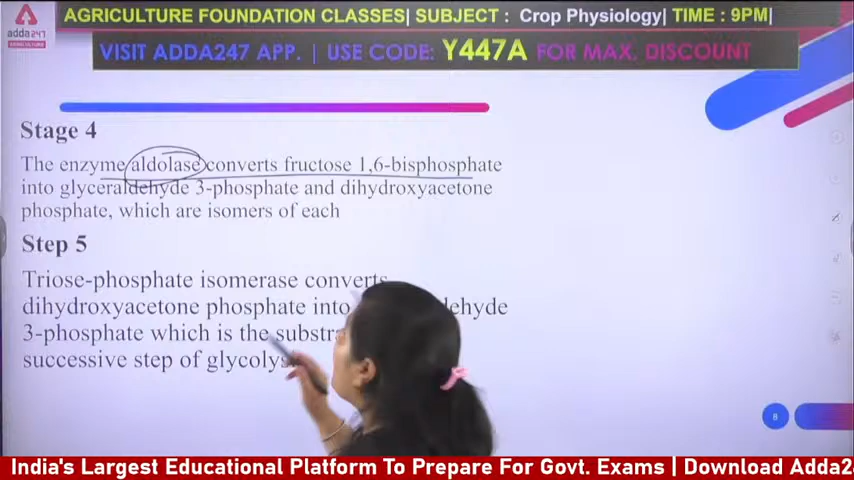 AGRICULTURE FOUNDATION CLASSES| SUBJECT : Crop Physiology| TIME : 9PM|
adda247
VISIT ADDA247 APP. | USE CODE: Y447A FOR MAX. DISCOUNT
Stage 4
The enzyme aldolase converts fructose 1,6-bisphosphate
into glyceraldehyde 3-phosphate and dihydroxyacetone
phosphate, which are isomers of each
Step 5
Triose-phosphate isomerase converts
dihydroxyacetone phosphate into
3-phosphate which is the
successive step of
8
India's Largest Educational Platform To Prepare For Govt. Exams | Download Adda2